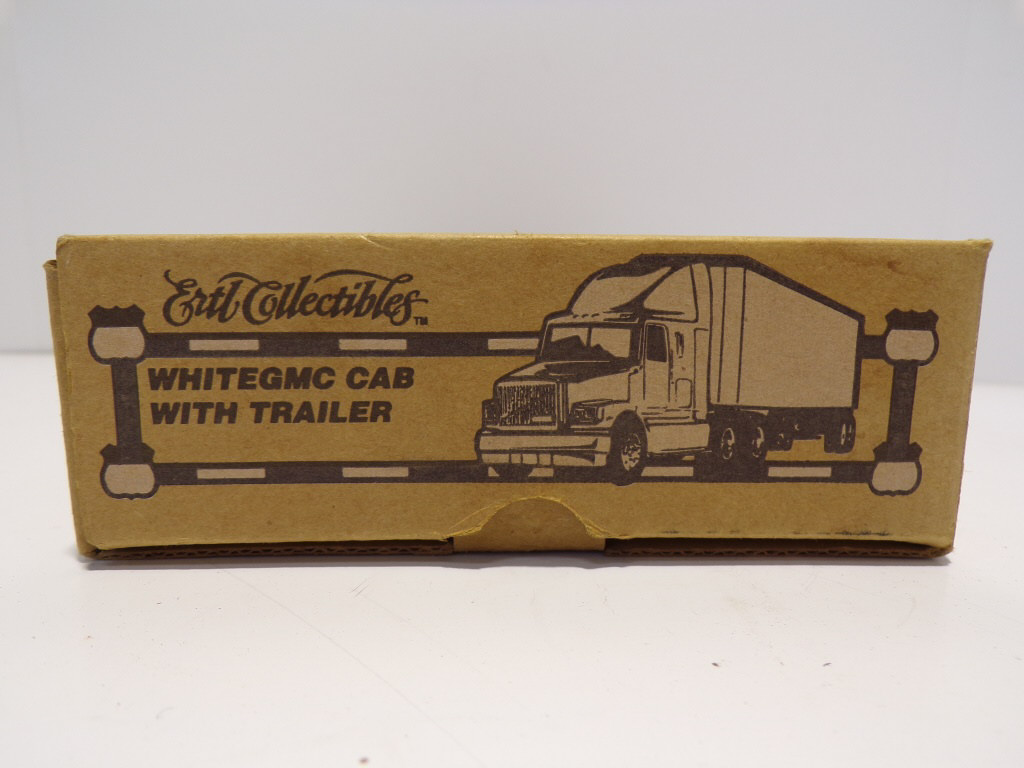 Ertl Collectibles™
WHITEGMC CAB
WITH TRAILER